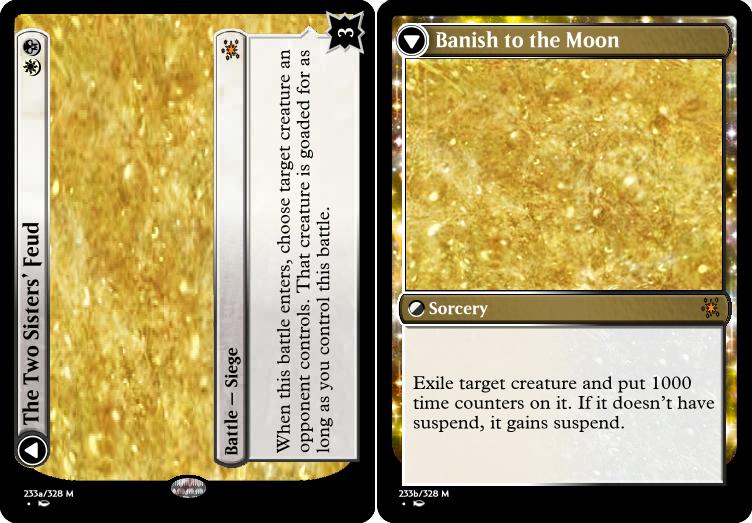 The Two Sisters' Feud
Battle – Siege
When this battle enters, choose target creature an
opponent controls. That creature is goaded for as
long as you control this battle.
3
233a/328 M
Banish to the Moon
Sorcery
Exile target creature and put 1000
time counters on it. If it doesn't have
suspend, it gains suspend.
233b/328 M